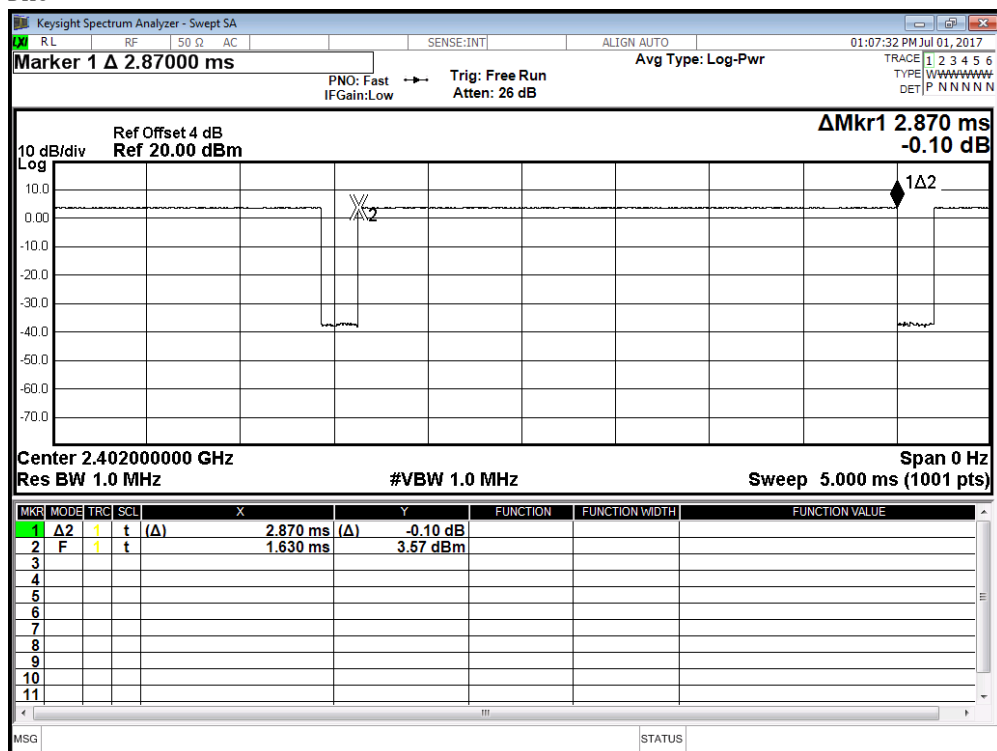 Keysight Spectrum Analyzer - Swept SA
LXI RL RF 50 Ω AC SENSE:INT ALIGN AUTO 01:07:32 PM Jul 01, 2017
Marker 1 Δ 2.87000 ms
PNO: Fast
IFGain:Low
Trig: Free Run
Atten: 26 dB
Avg Type: Log-Pwr
TRACE 1 2 3 4 5 6
TYPE WWWWWW
DET P N N N N N
ΔMkr1 2.870 ms
-0.10 dB
Ref Offset 4 dB
10 dB/div Ref 20.00 dBm
Log
10.0
0.00
-10.0
-20.0
-30.0
-40.0
-50.0
-60.0
-70.0
2
1Δ2
Center 2.402000000 GHz Span 0 Hz
Res BW 1.0 MHz #VBW 1.0 MHz Sweep 5.000 ms (1001 pts)
MKR MODE TRC SCL X Y FUNCTION FUNCTION WIDTH FUNCTION VALUE
1 Δ2 1 t (Δ) 2.870 ms (Δ) -0.10 dB
2 F 1 t 1.630 ms 3.57 dBm
3
4
5
6
7
8
9
10
11
MSG STATUS